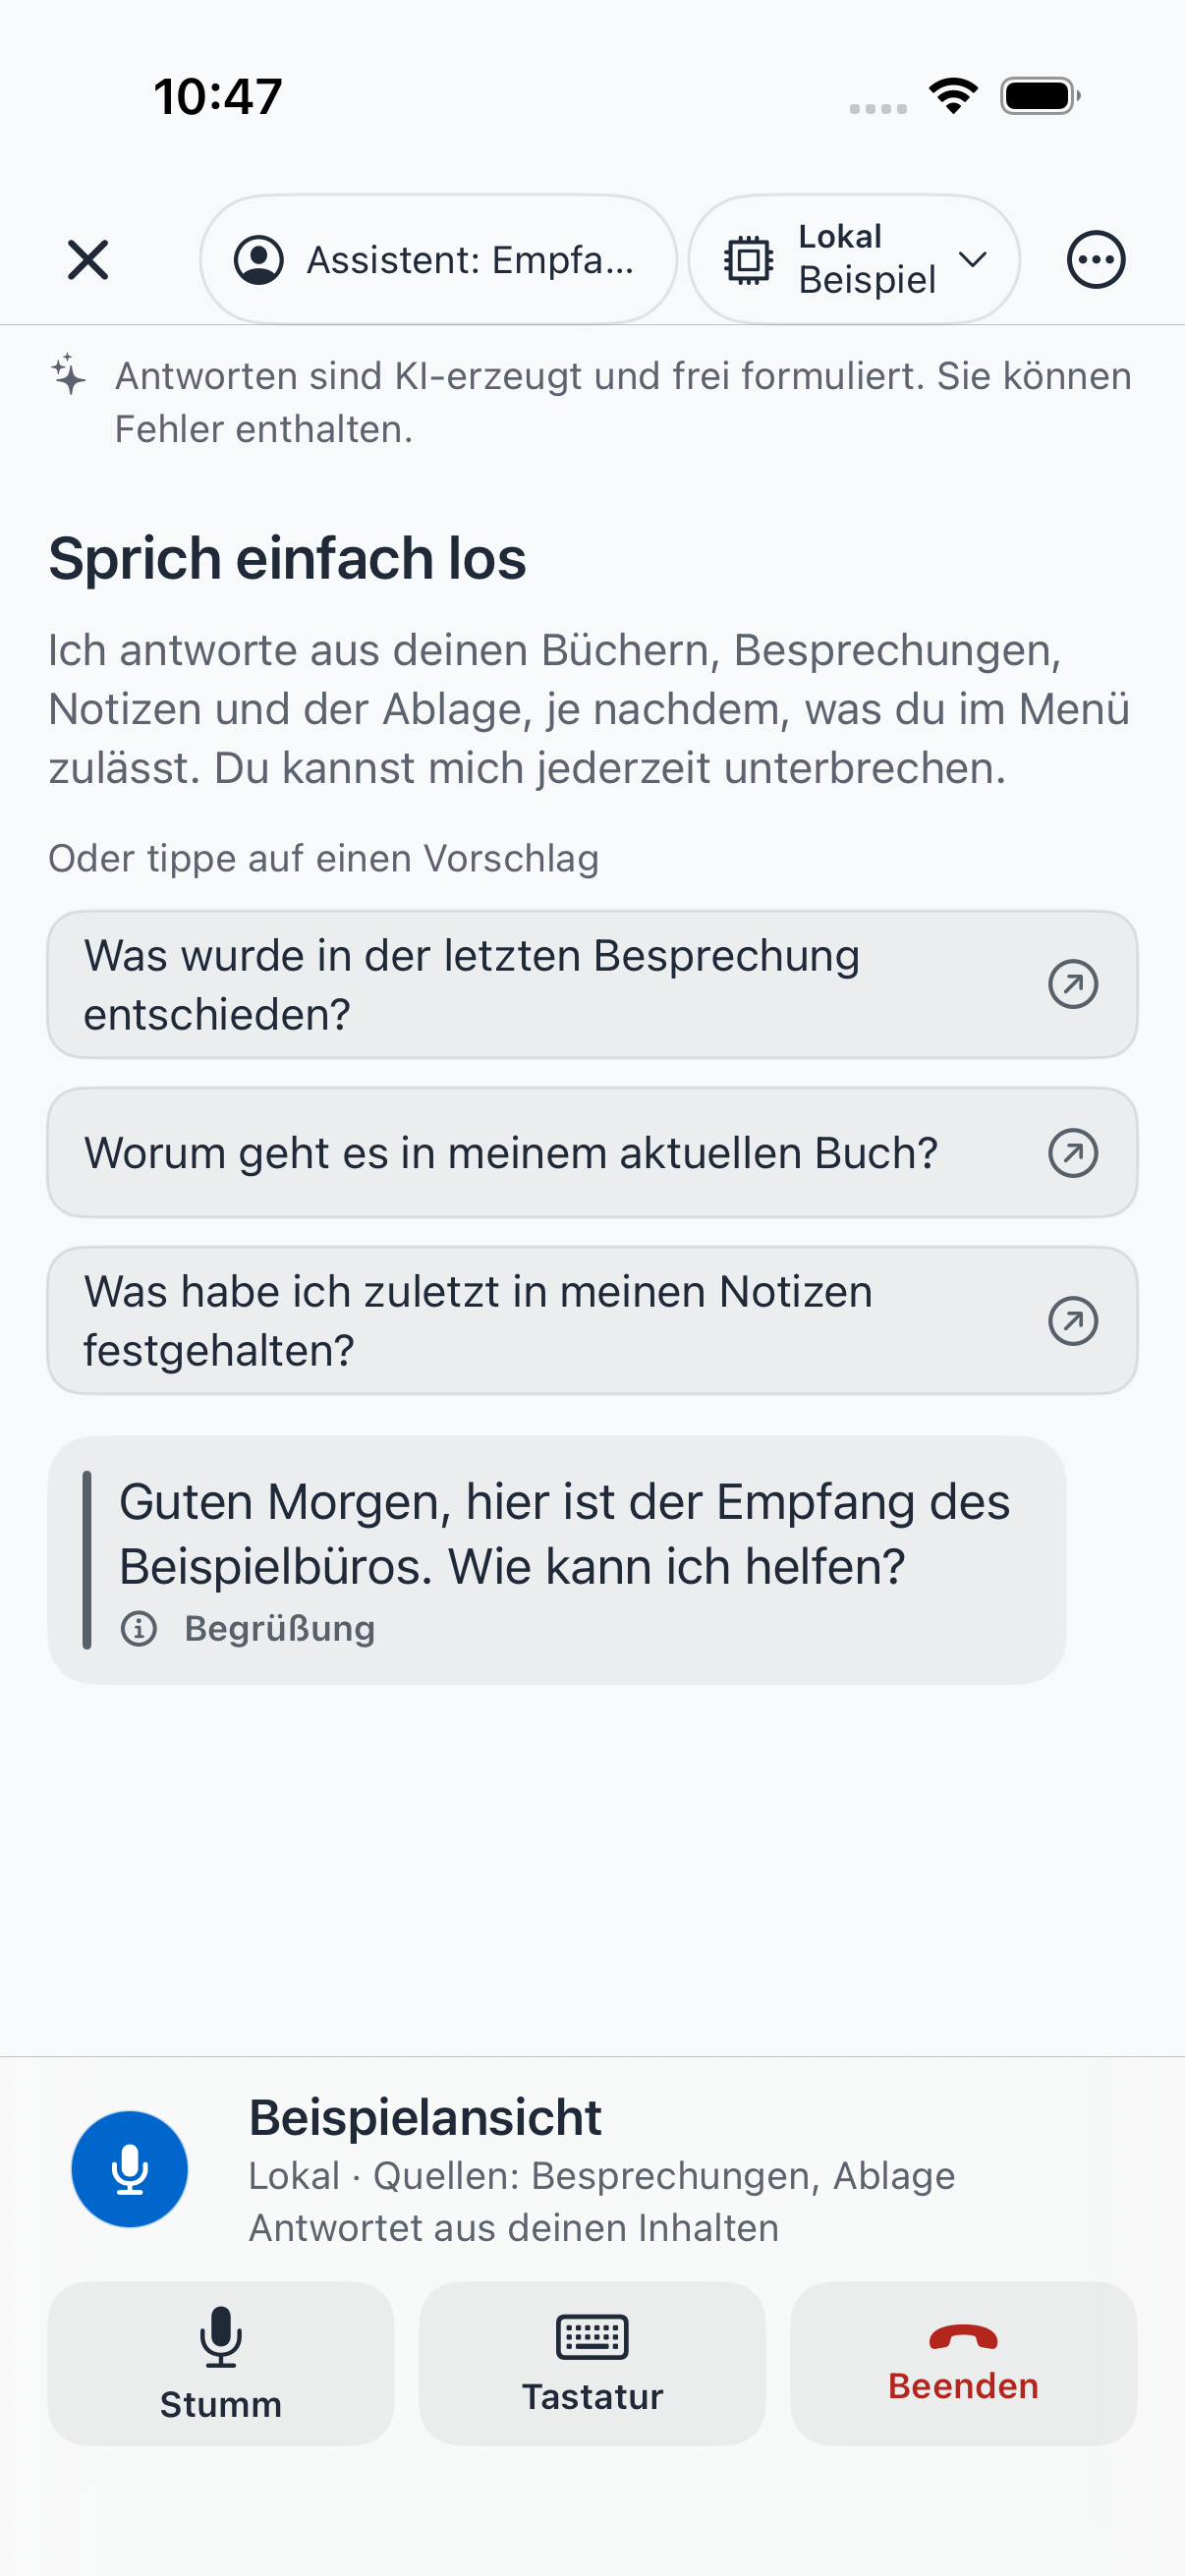 10:47
Assistent: Empfa...
Lokal
Beispiel
Antworten sind KI-erzeugt und frei formuliert. Sie können
Fehler enthalten.
Sprich einfach los
Ich antworte aus deinen Büchern, Besprechungen,
Notizen und der Ablage, je nachdem, was du im Menü
zulässt. Du kannst mich jederzeit unterbrechen.
Oder tippe auf einen Vorschlag
Was wurde in der letzten Besprechung
entschieden?
Worum geht es in meinem aktuellen Buch?
Was habe ich zuletzt in meinen Notizen
festgehalten?
Guten Morgen, hier ist der Empfang des
Beispielbüros. Wie kann ich helfen?
Begrüßung
Beispielansicht
Lokal · Quellen: Besprechungen, Ablage
Antwortet aus deinen Inhalten
Stumm
Tastatur
Beenden